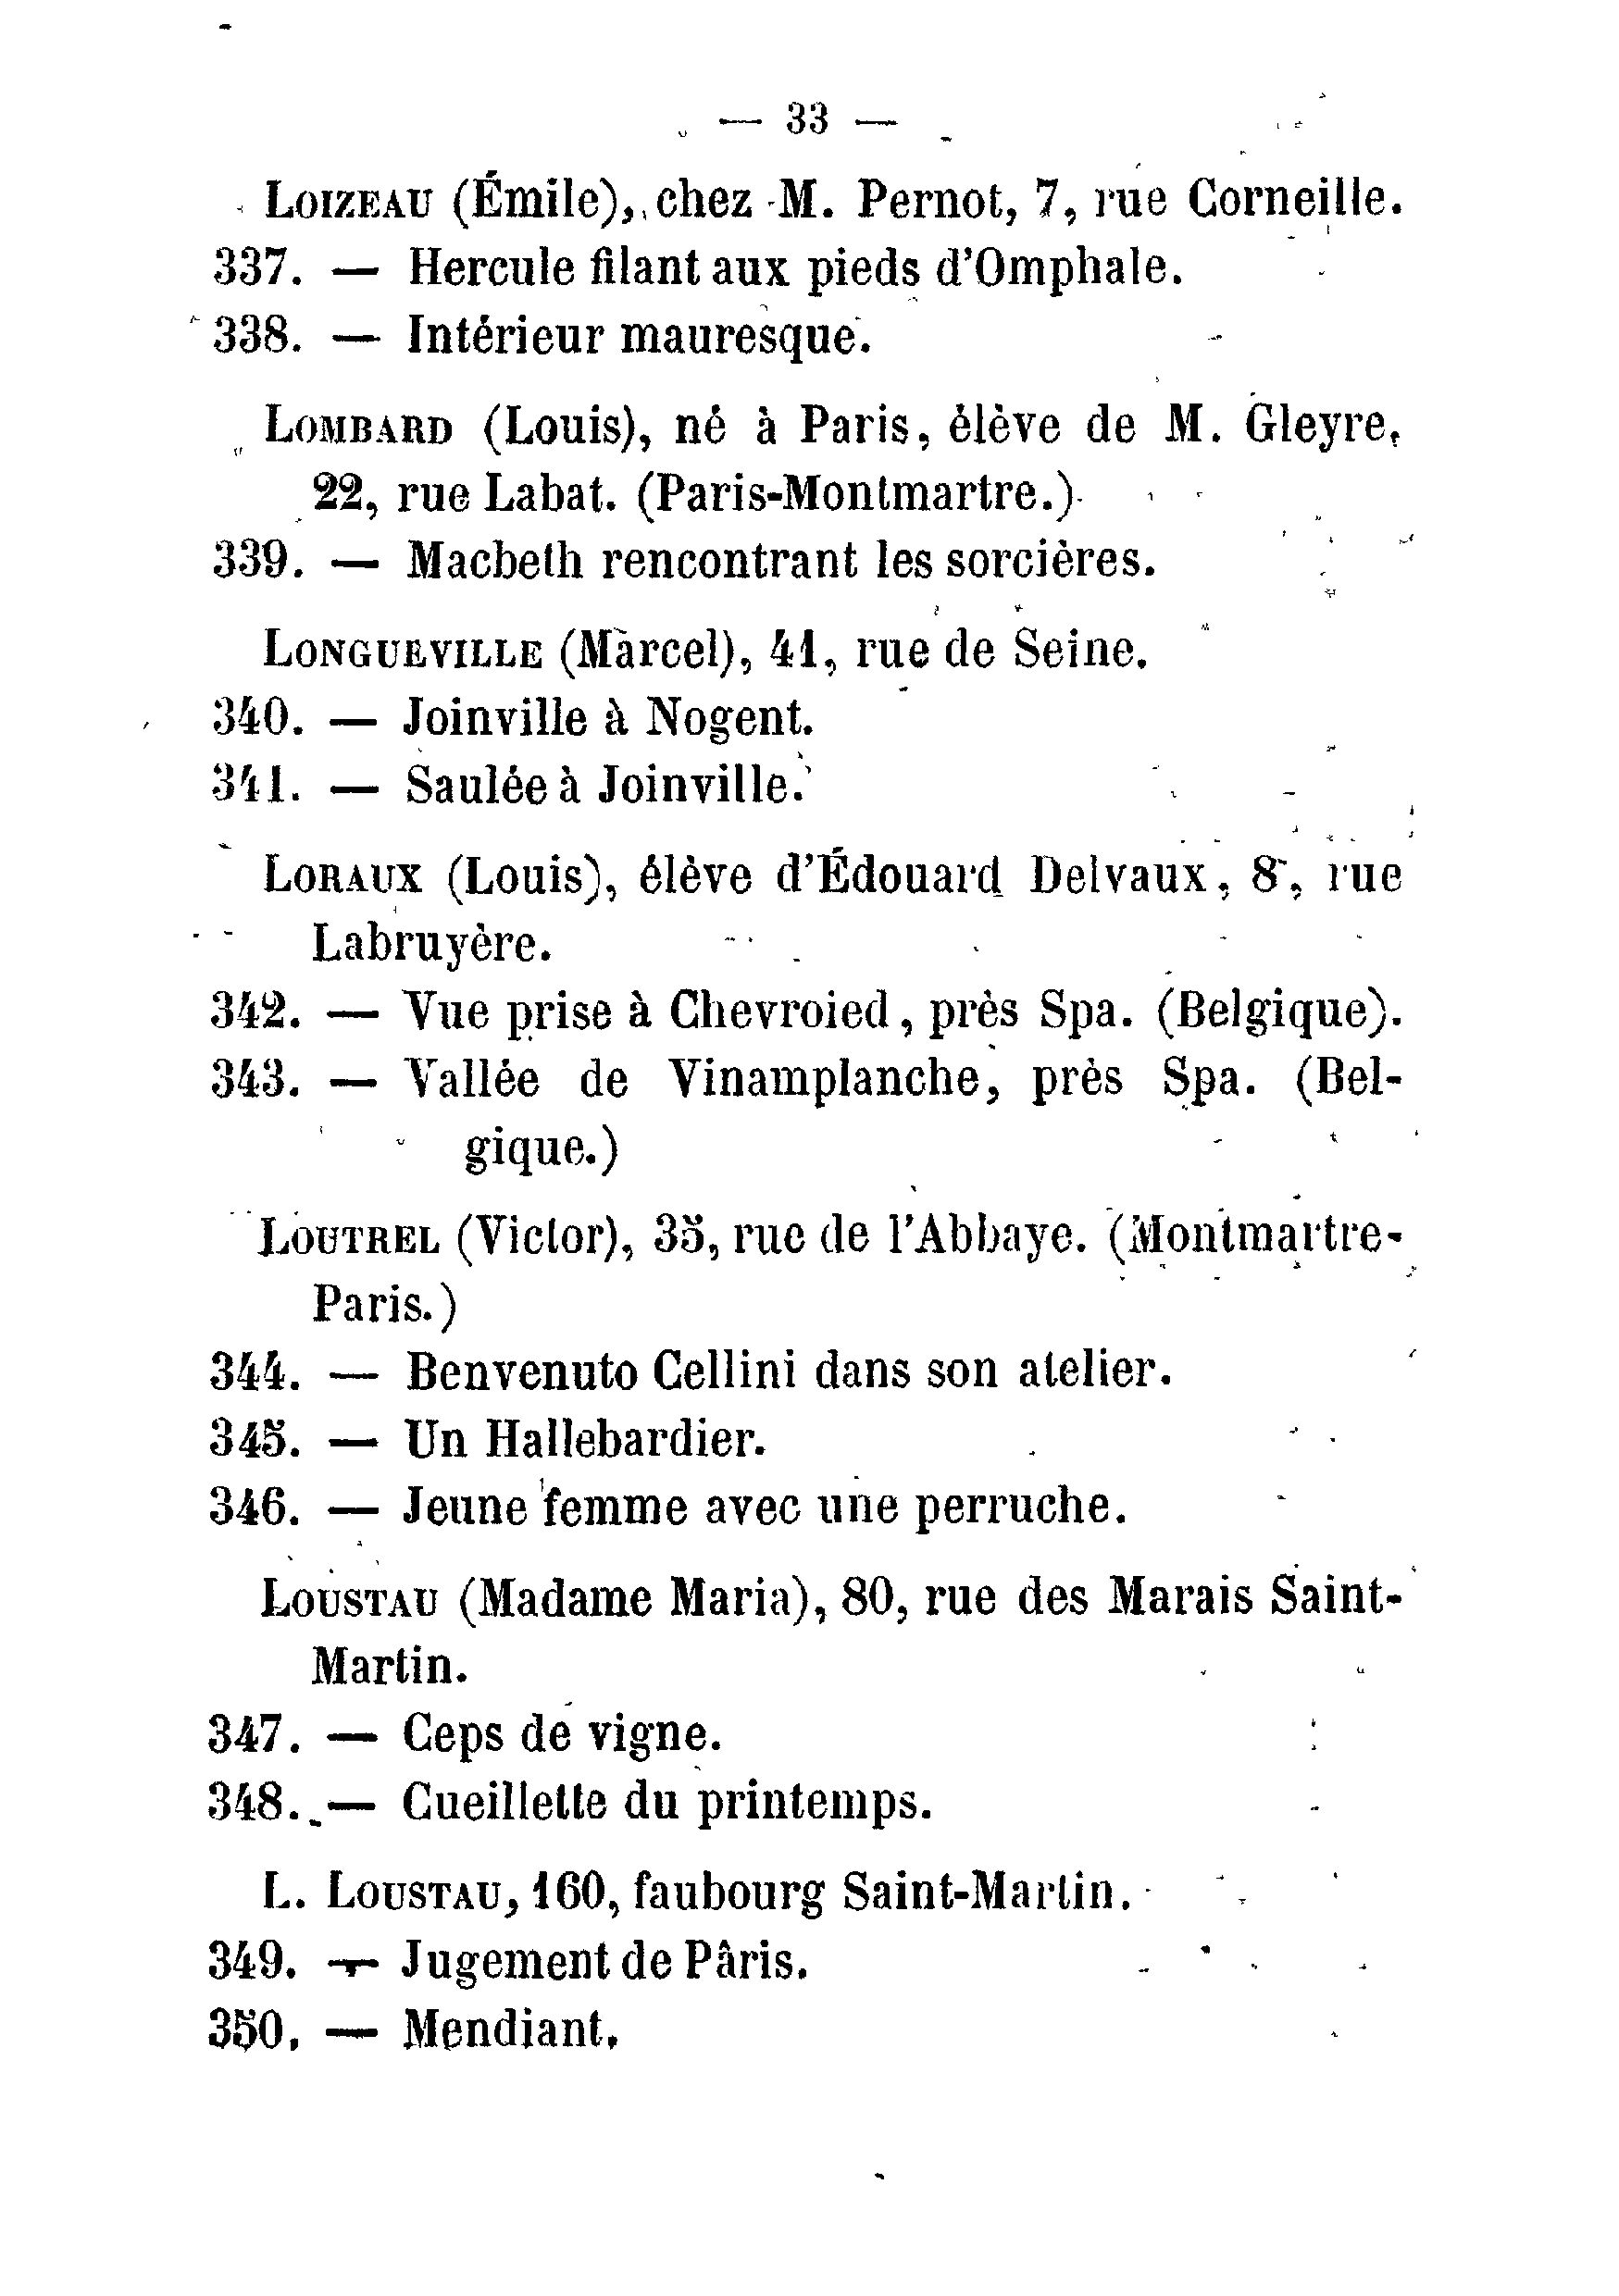 — 33 —
LOIZEAU (Émile), chez M. Pernot, 7, rue Corneille.
337. — Hercule filant aux pieds d'Omphale.
338. — Intérieur mauresque.
LOMBARD (Louis), né à Paris, élève de M. Gleyre,
22, rue Labat. (Paris-Montmartre.)
339. — Macbeth rencontrant les sorcières.
LONGUEVILLE (Marcel), 41, rue de Seine.
340. — Joinville à Nogent.
341. — Saulée à Joinville.
LORAUX (Louis), élève d'Édouard Delvaux, 8, rue
Labruyère.
342. — Vue prise à Chevroied, près Spa. (Belgique).
343. — Vallée de Vinamplanche, près Spa. (Bel-
gique.)
LOUTREL (Victor), 35, rue de l'Abbaye. (Montmartre-
Paris.)
344. — Benvenuto Cellini dans son atelier.
345. — Un Hallebardier.
346. — Jeune femme avec une perruche.
LOUSTAU (Madame Maria), 80, rue des Marais Saint-
Martin.
347. — Ceps de vigne.
348. — Cueillette du printemps.
L. LOUSTAU, 160, faubourg Saint-Martin.
349. — Jugement de Pâris.
350. — Mendiant.